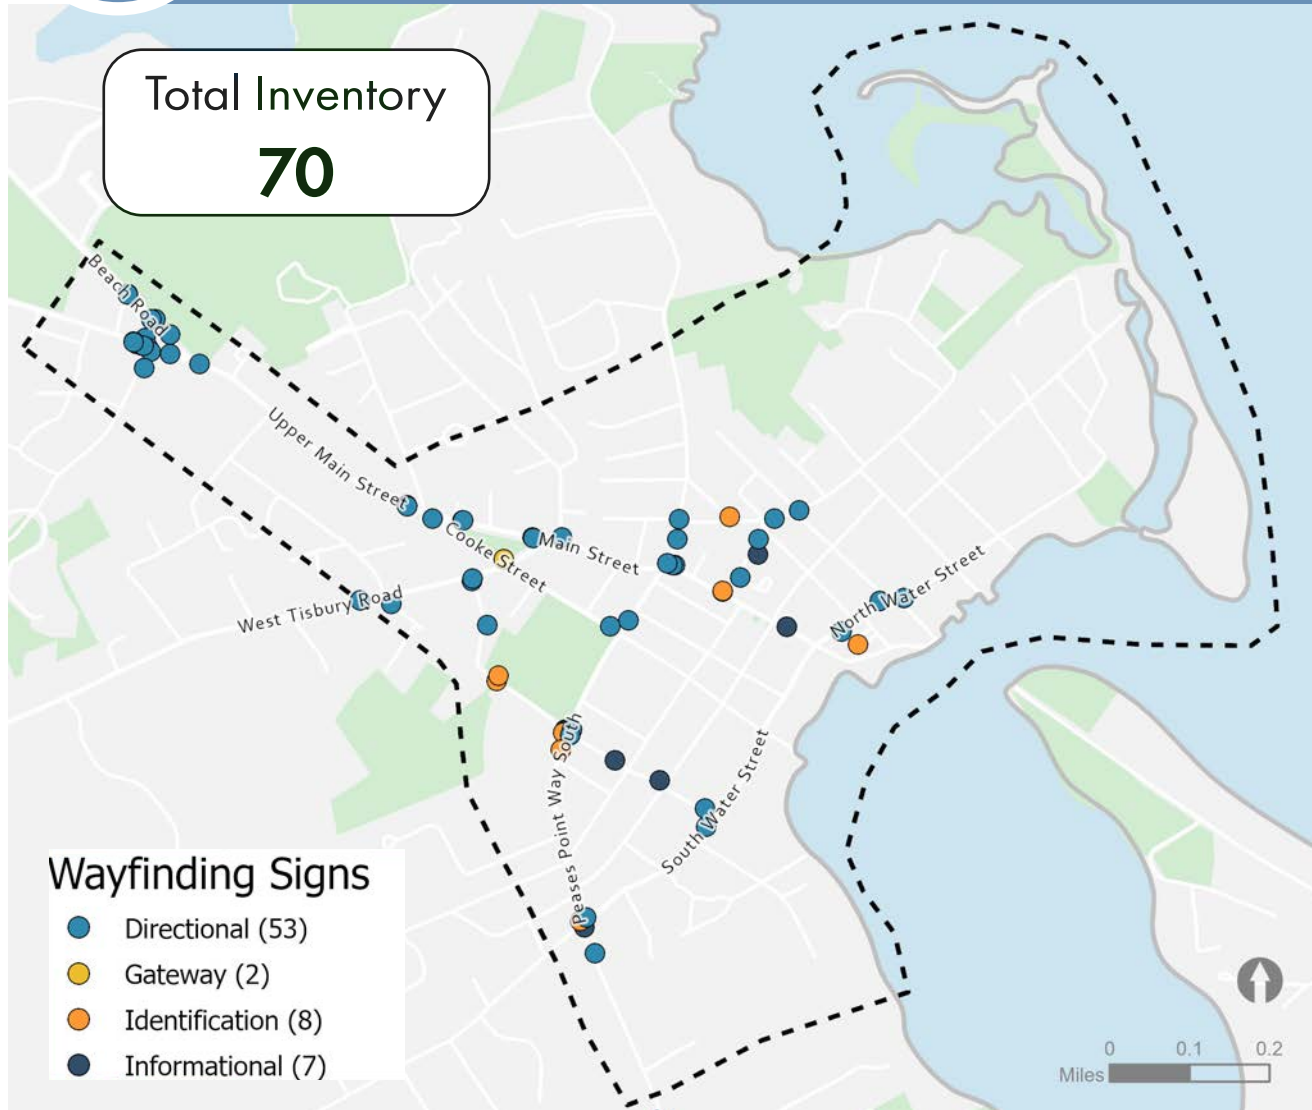 Total Inventory
70
Beach Road
Upper Main Street
Cooke Street
Main Street
West Tisbury Road
North Water Street
Peases Point Way South
South Water Street
Wayfinding Signs
Directional (53)
Gateway (2)
Identification (8)
Informational (7)
0 0.1 0.2
Miles